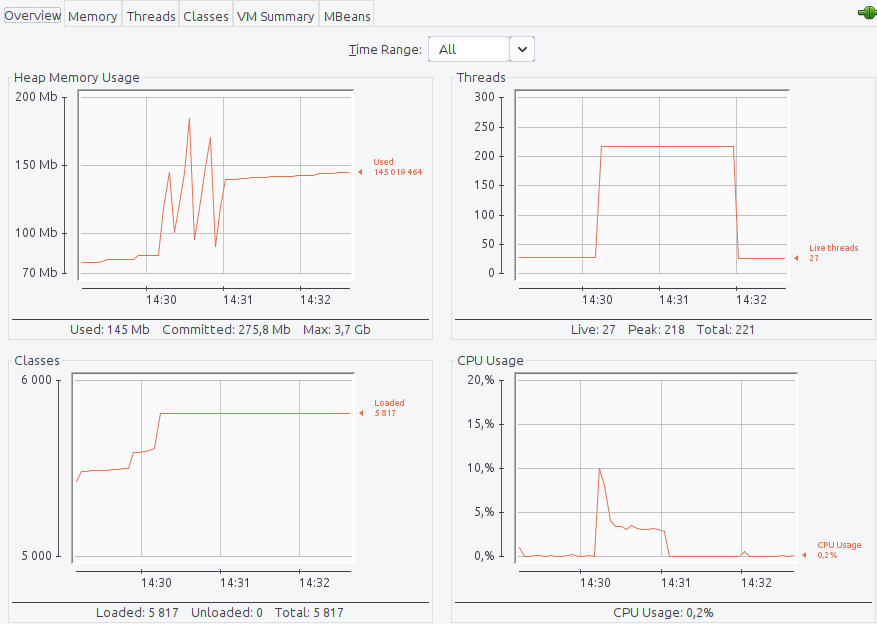 Overview Memory Threads Classes VM Summary MBeans
Time Range: All
Heap Memory Usage
200 Mb
150 Mb
100 Mb
70 Mb
Used
145 019 464
14:30 14:31 14:32
Used: 145 Mb Committed: 275,8 Mb Max: 3,7 Gb
Threads
300
250
200
150
100
50
0
Live threads
27
14:30 14:31 14:32
Live: 27 Peak: 218 Total: 221
Classes
6 000
5 000
Loaded
5 817
14:30 14:31 14:32
Loaded: 5 817 Unloaded: 0 Total: 5 817
CPU Usage
20,%
15,%
10,%
5,%
0,%
CPU Usage
0,2%
14:30 14:31 14:32
CPU Usage: 0,2%